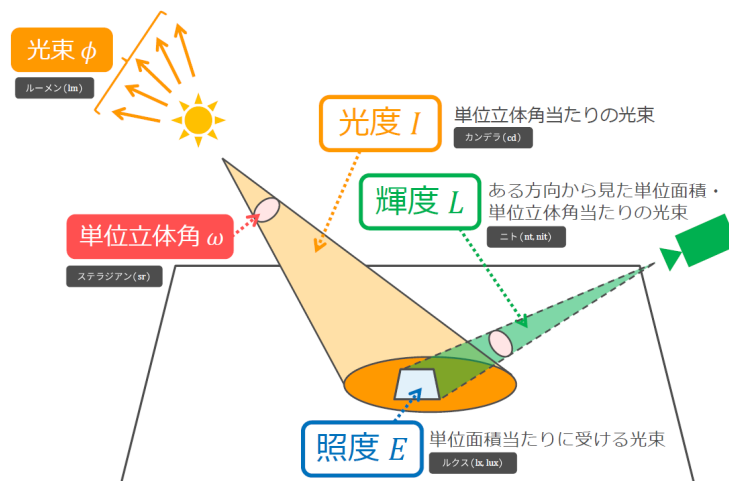 光束 ϕ
ルーメン(lm)
光度 I
単位立体角当たりの光束
カンデラ(cd)
輝度 L
ある方向から見た単位面積・
単位立体角当たりの光束
ニト(nt, nit)
単位立体角 ω
ステラジアン(sr)
照度 E
単位面積当たりに受ける光束
ルクス(lx, lux)